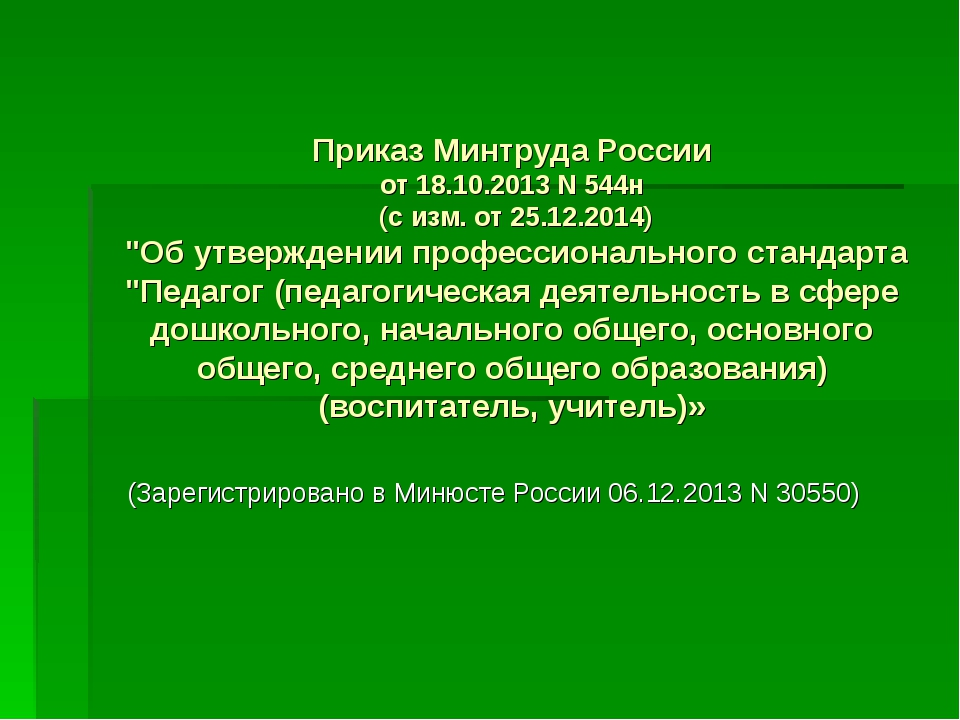 Приказ Минтруда России
от 18.10.2013 N 544н
(с изм. от 25.12.2014)
"Об утверждении профессионального стандарта
"Педагог (педагогическая деятельность в сфере
дошкольного, начального общего, основного
общего, среднего общего образования)
(воспитатель, учитель)»
(Зарегистрировано в Минюсте России 06.12.2013 N 30550)